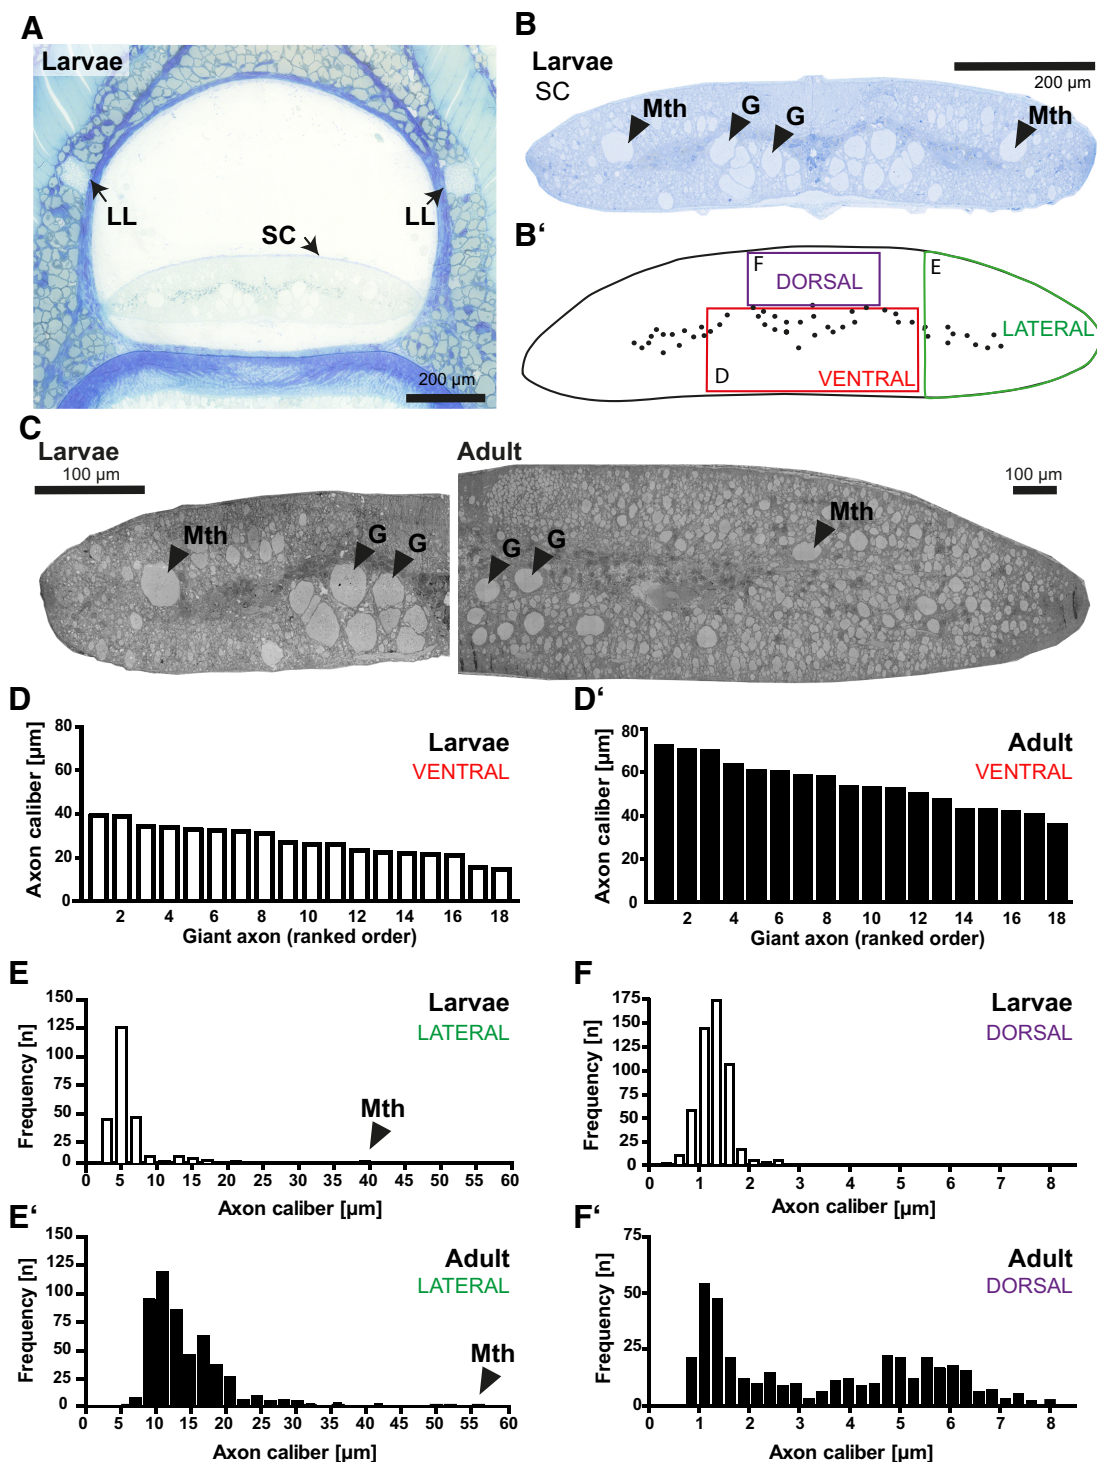 A
Larvae
LL
LL
SC
200 µm
B
Larvae
SC
200 µm
Mth
G
G
Mth
B'
F
DORSAL
E
LATERAL
D
VENTRAL
C
Larvae
100 µm
Mth
G
G
Adult
100 µm
Mth
G
G
D
Larvae
VENTRAL
Axon caliber [µm]
80
60
40
20
0
2 4 6 8 10 12 14 16 18
Giant axon (ranked order)
D'
Adult
VENTRAL
Axon caliber [µm]
80
60
40
20
0
2 4 6 8 10 12 14 16 18
Giant axon (ranked order)
E
Larvae
LATERAL
Mth
Frequency [n]
150
125
100
75
50
25
0
0 5 10 15 20 25 30 35 40 45 50 55 60
Axon caliber [µm]
F
Larvae
DORSAL
Frequency [n]
175
150
125
100
75
50
25
0
0 1 2 3 4 5 6 7 8
Axon caliber [µm]
E'
Adult
LATERAL
Mth
Frequency [n]
150
125
100
75
50
25
0
0 5 10 15 20 25 30 35 40 45 50 55 60
Axon caliber [µm]
F'
Adult
DORSAL
Frequency [n]
75
50
25
0
0 1 2 3 4 5 6 7 8
Axon caliber [µm]